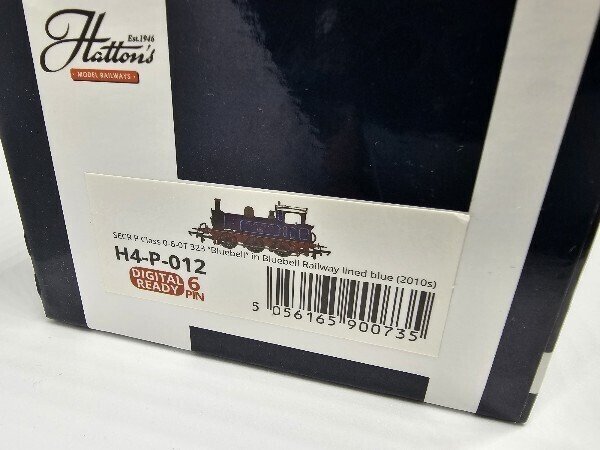 Est.1946
Hatton's
• MODEL RAILWAYS •
SECR P Class 0-6-0T 323 "Bluebell" in Bluebell Railway lined blue (2010s)
H4-P-012
DIGITAL READY 6 PIN
5 056165 900735